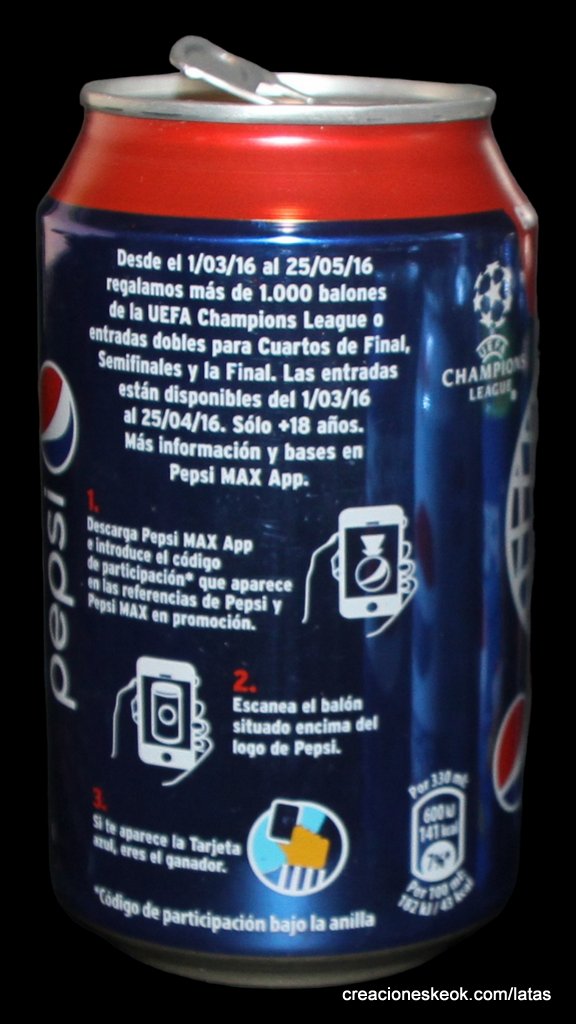 Desde el 1/03/16 al 25/05/16
regalamos más de 1.000 balones
de la UEFA Champions League o
entradas dobles para Cuartos de Final,
Semifinales y la Final. Las entradas
están disponibles del 1/03/16
al 25/04/16. Sólo +18 años.
Más información y bases en
Pepsi MAX App.
UEFA
CHAMPIONS
LEAGUE®
pepsi
1.
Descarga Pepsi MAX App
e introduce el código
de participación* que aparece
en las referencias de Pepsi y
Pepsi MAX en promoción.
2.
Escanea el balón
situado encima del
logo de Pepsi.
3.
Si te aparece la Tarjeta
azul, eres el ganador.
Por 330 ml:
600 kJ
141 kcal
7%*
Por 100 ml:
182 kJ / 43 kcal
*Código de participación bajo la anilla
creacioneskeok.com/latas